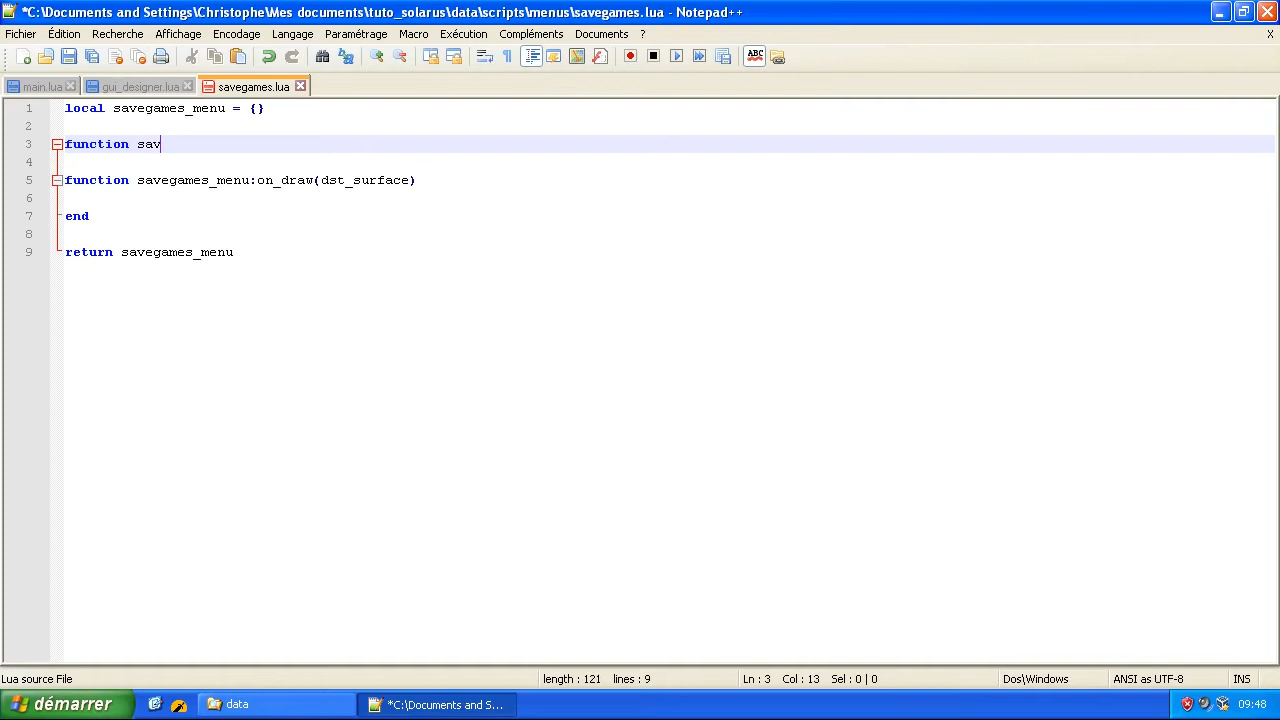 *C:\Documents and Settings\Christophe\Mes documents\tuto_solarus\data\scripts\menus\savegames.lua - Notepad++
Fichier Édition Recherche Affichage Encodage Langage Paramétrage Macro Exécution Compléments Documents ? X
ABC
main.lua gui_designer.lua savegames.lua
1 local savegames_menu = {}
2
3 function sav
4
5 function savegames_menu:on_draw(dst_surface)
6
7 end
8
9 return savegames_menu
Lua source File length : 121 lines : 9 Ln : 3 Col : 13 Sel : 0 | 0 Dos\Windows ANSI as UTF-8 INS
démarrer data *C:\Documents and S... 09:48